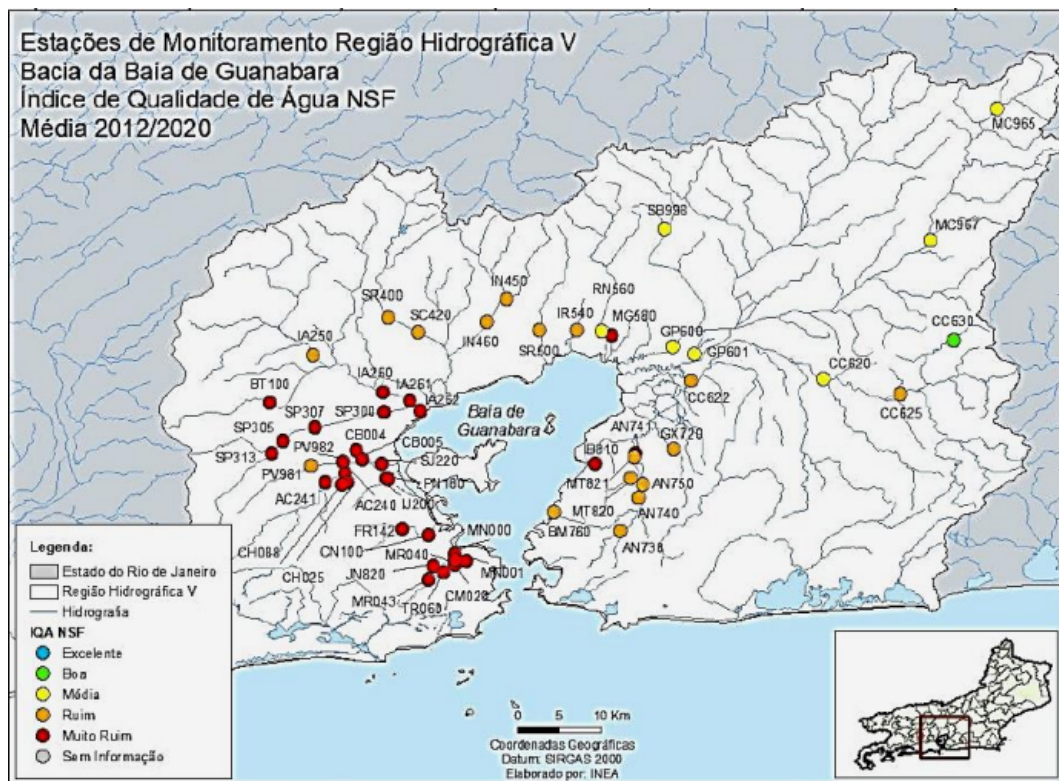 Estações de Monitoramento Região Hidrográfica V
Bacia da Baía de Guanabara
Índice de Qualidade de Água NSF
Média 2012/2020
MC965
SB998
MC967
IN450
RN560
SR400
SC420
IR540
MG580
IA250
IN460
SR500
GP600
GP601
CC630
CC620
IA260
IA261
BT100
IA262
CC622
CC625
SP307
SP300
Baía de
Guanabara
SP305
CB004
CB005
AN741
GX720
PV982
SJ220
IB810
SP313
PV981
PN180
MT821
AN750
AC241
AC240
IJ200
MT820
AN740
FR142
MN000
BM760
AN738
CN100
MR040
CH088
JN820
MN001
CH025
MR043
CM020
TR060
Legenda:
Estado do Rio de Janeiro
Região Hidrográfica V
Hidrografia
IQA NSF
Excelente
Boa
Média
Ruim
Muito Ruim
Sem Informação
0 5 10 Km
Coordenadas Geográficas
Datum: SIRGAS 2000
Elaborado por: INEA